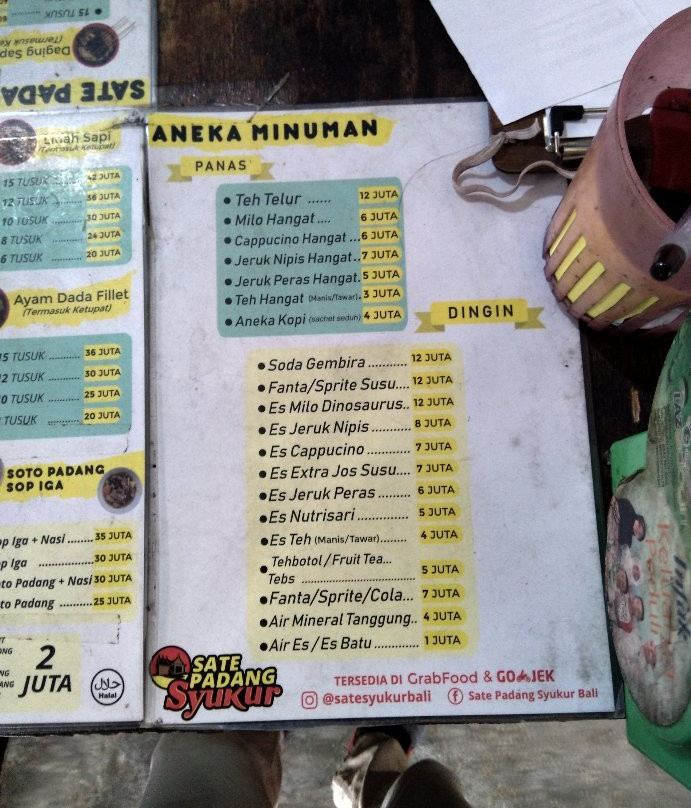 15 JUTA
15 TUSUK
Daging Sapi
(Termasuk Ke
SATE PADA
Lidah Sapi
(Termasuk Ketupat)
15 TUSUK 42 JUTA
12 TUSUK 36 JUTA
10 TUSUK 30 JUTA
8 TUSUK 24 JUTA
6 TUSUK 20 JUTA
Ayam Dada Fillet
(Termasuk Ketupat)
15 TUSUK .......... 36 JUTA
12 TUSUK .......... 30 JUTA
10 TUSUK .......... 25 JUTA
TUSUK .......... 20 JUTA
SOTO PADANG
SOP IGA
op Iga + Nasi ....... 35 JUTA
op Iga ............... 30 JUTA
oto Padang + Nasi 30 JUTA
oto Padang .......... 25 JUTA
2
JUTA
حلال
Halal
ANEKA MINUMAN
PANAS
Teh Telur ...... 12 JUTA
Milo Hangat .... 6 JUTA
Cappucino Hangat ... 6 JUTA
Jeruk Nipis Hangat.... 7 JUTA
Jeruk Peras Hangat. 5 JUTA
Teh Hangat (Manis/Tawar). 3 JUTA
Aneka Kopi (sachet seduh) 4 JUTA
DINGIN
Soda Gembira ........... 12 JUTA
Fanta/Sprite Susu.... 12 JUTA
Es Milo Dinosaurus.. 12 JUTA
Es Jeruk Nipis .......... 8 JUTA
Es Cappucino ........... 7 JUTA
Es Extra Jos Susu.... 7 JUTA
Es Jeruk Peras ......... 6 JUTA
Es Nutrisari .............. 5 JUTA
Es Teh (Manis/Tawar)....... 4 JUTA
Tehbotol / Fruit Tea...
Tebs .............................. 5 JUTA
Fanta/Sprite/Cola... 7 JUTA
Air Mineral Tanggung.. 4 JUTA
Air Es / Es Batu ........... 1 JUTA
SATE
PADANG
Syukur
TERSEDIA DI GrabFood & GOJEK
@satesyukurbali Sate Padang Syukur Bali
BAZ
Infak